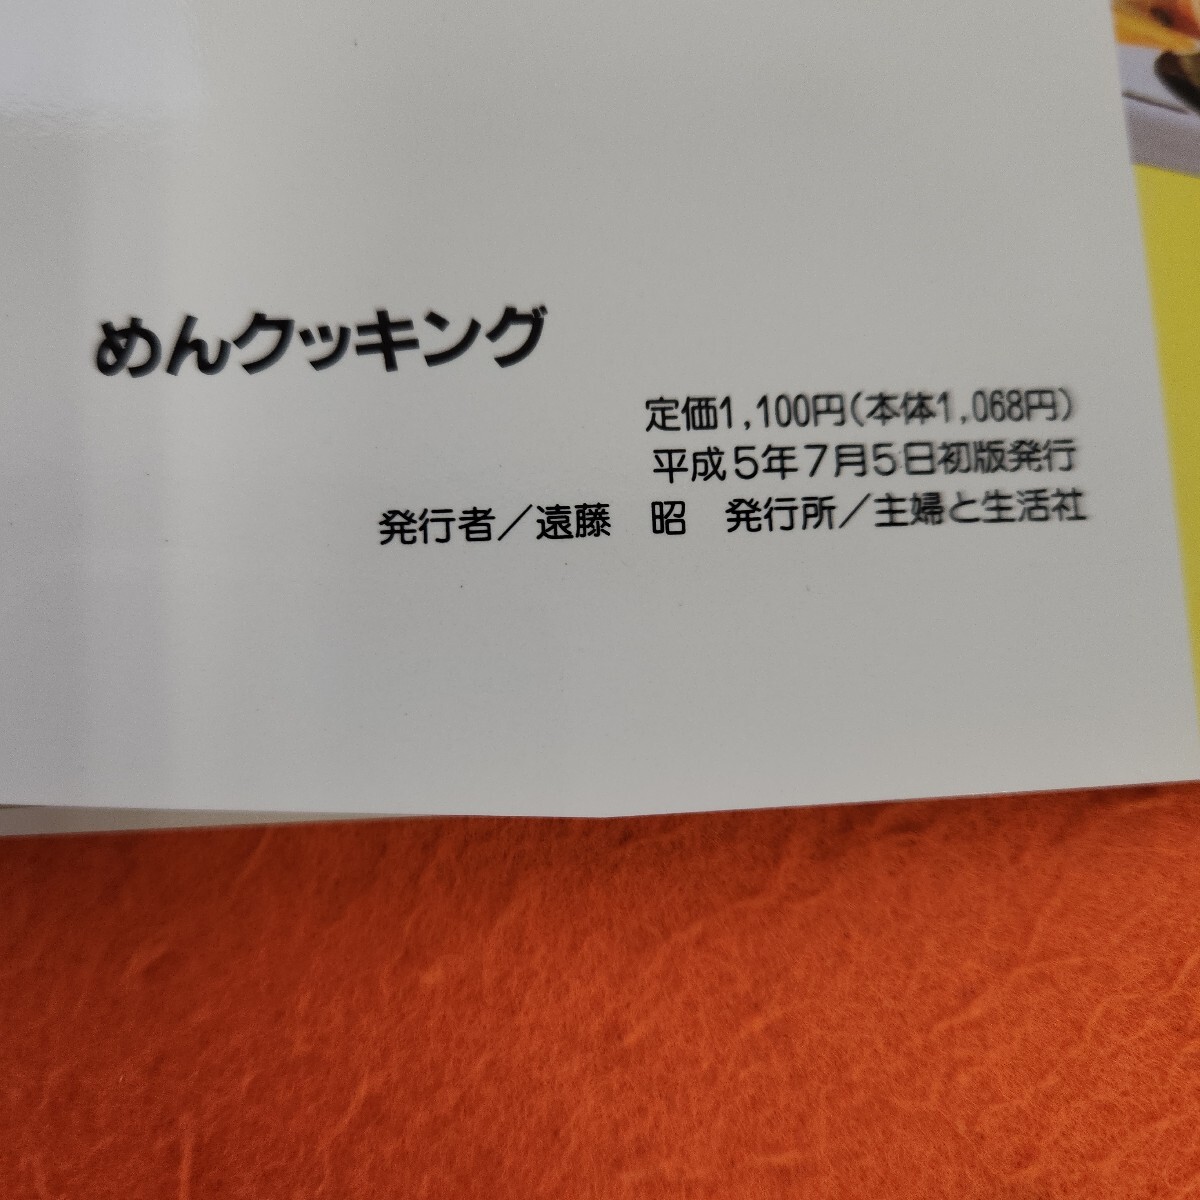 めんクッキング
定価1,100円(本体1,068円)
平成5年7月5日初版発行
発行者／遠藤　昭　発行所／主婦と生活社